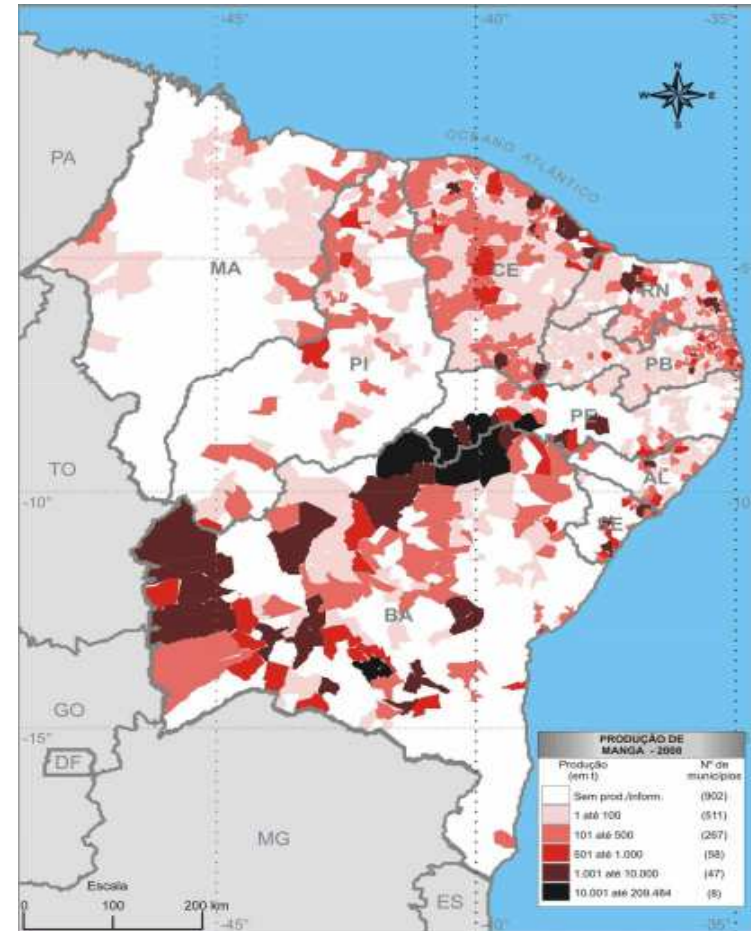 -45° -40° -35°
N
W E
S
OCEANO ATLÂNTICO
PA
MA
CE
RN
PI
PB
PE
TO
AL
-10° -10°
SE
BA
GO
-15° -15°
DF
MG
ES
PRODUÇÃO DE
MANGA - 2006
Produção Nº de
(em t) municípios
Sem prod./inform. (902)
1 até 100 (511)
101 até 500 (267)
501 até 1.000 (58)
1.001 até 10.000 (47)
10.001 até 209.464 (8)
Escala
0 100 200 km
-45° -40° -35°